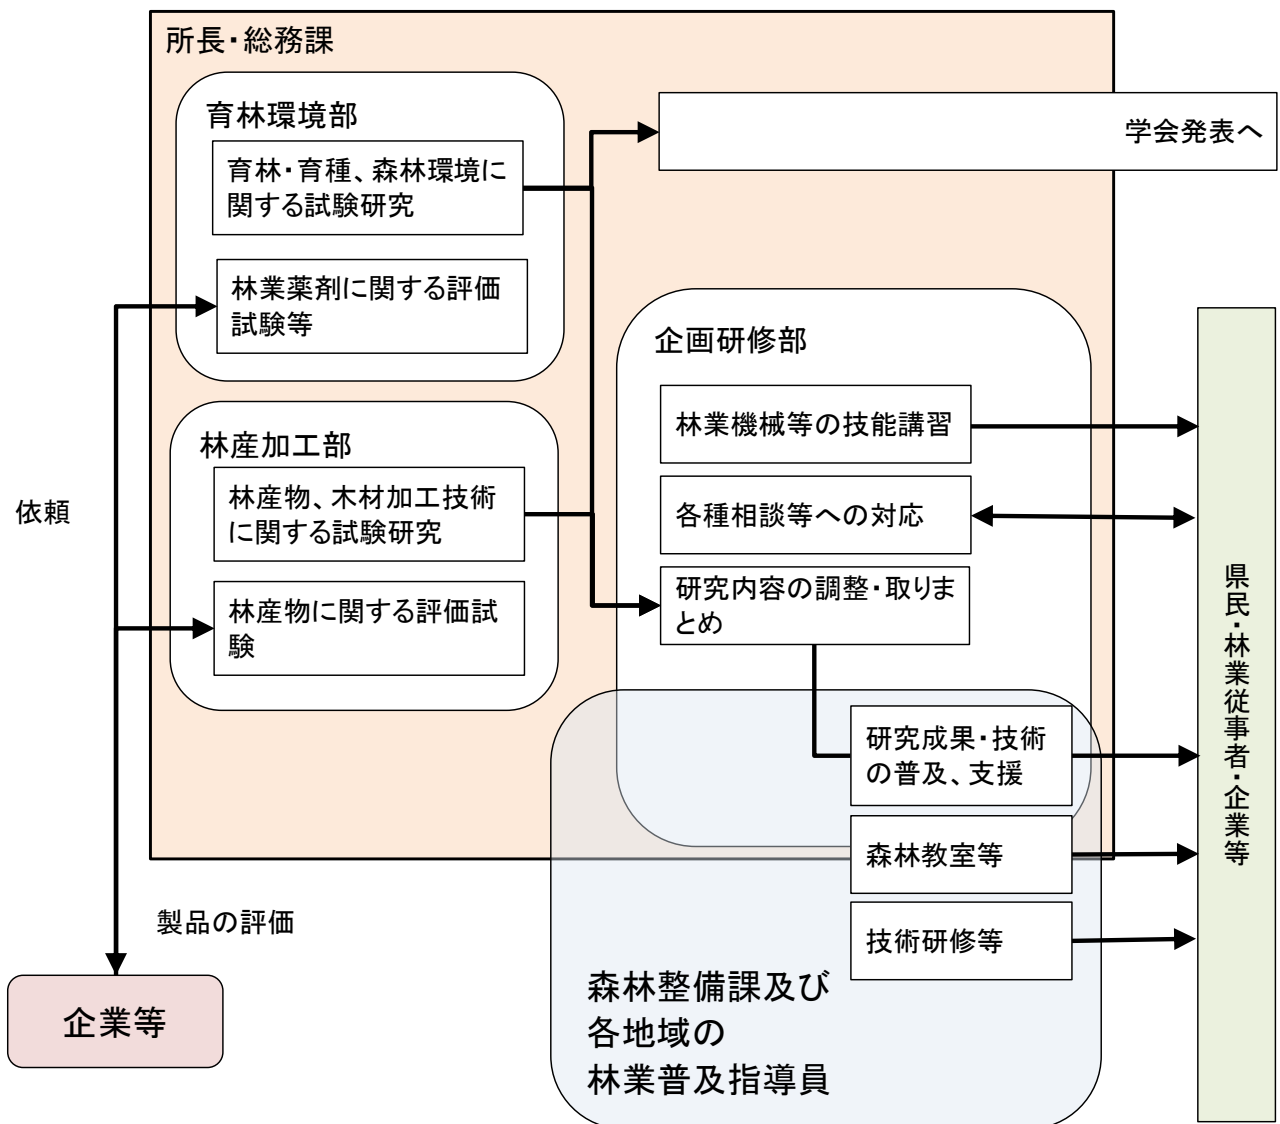 所長・総務課
育林環境部
育林・育種、森林環境に
関する試験研究
林業薬剤に関する評価
試験等
学会発表へ
林産加工部
林産物、木材加工技術
に関する試験研究
林産物に関する評価試
験
企画研修部
林業機械等の技能講習
各種相談等への対応
研究内容の調整・取りま
とめ
研究成果・技術
の普及、支援
森林教室等
技術研修等
森林整備課及び
各地域の
林業普及指導員
県民・林業従事者・企業等
依頼
製品の評価
企業等